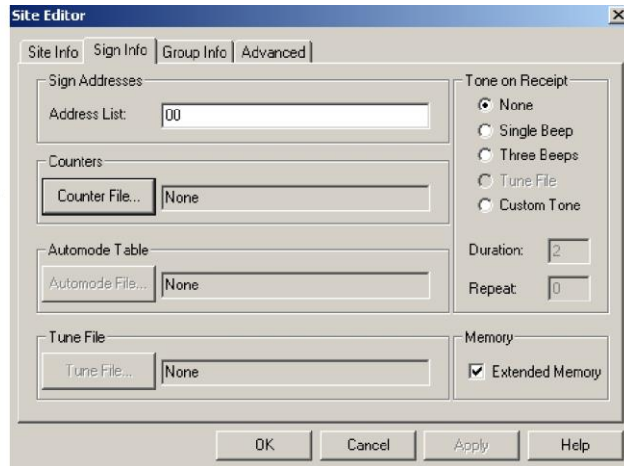 Site Editor
Site Info Sign Info Group Info Advanced
Sign Addresses
Address List: 00
Counters
Counter File... None
Automode Table
Automode File... None
Tune File
Tune File... None
Tone on Receipt
None
Single Beep
Three Beeps
Tune File
Custom Tone
Duration: 2
Repeat: 0
Memory
Extended Memory
OK Cancel Apply Help